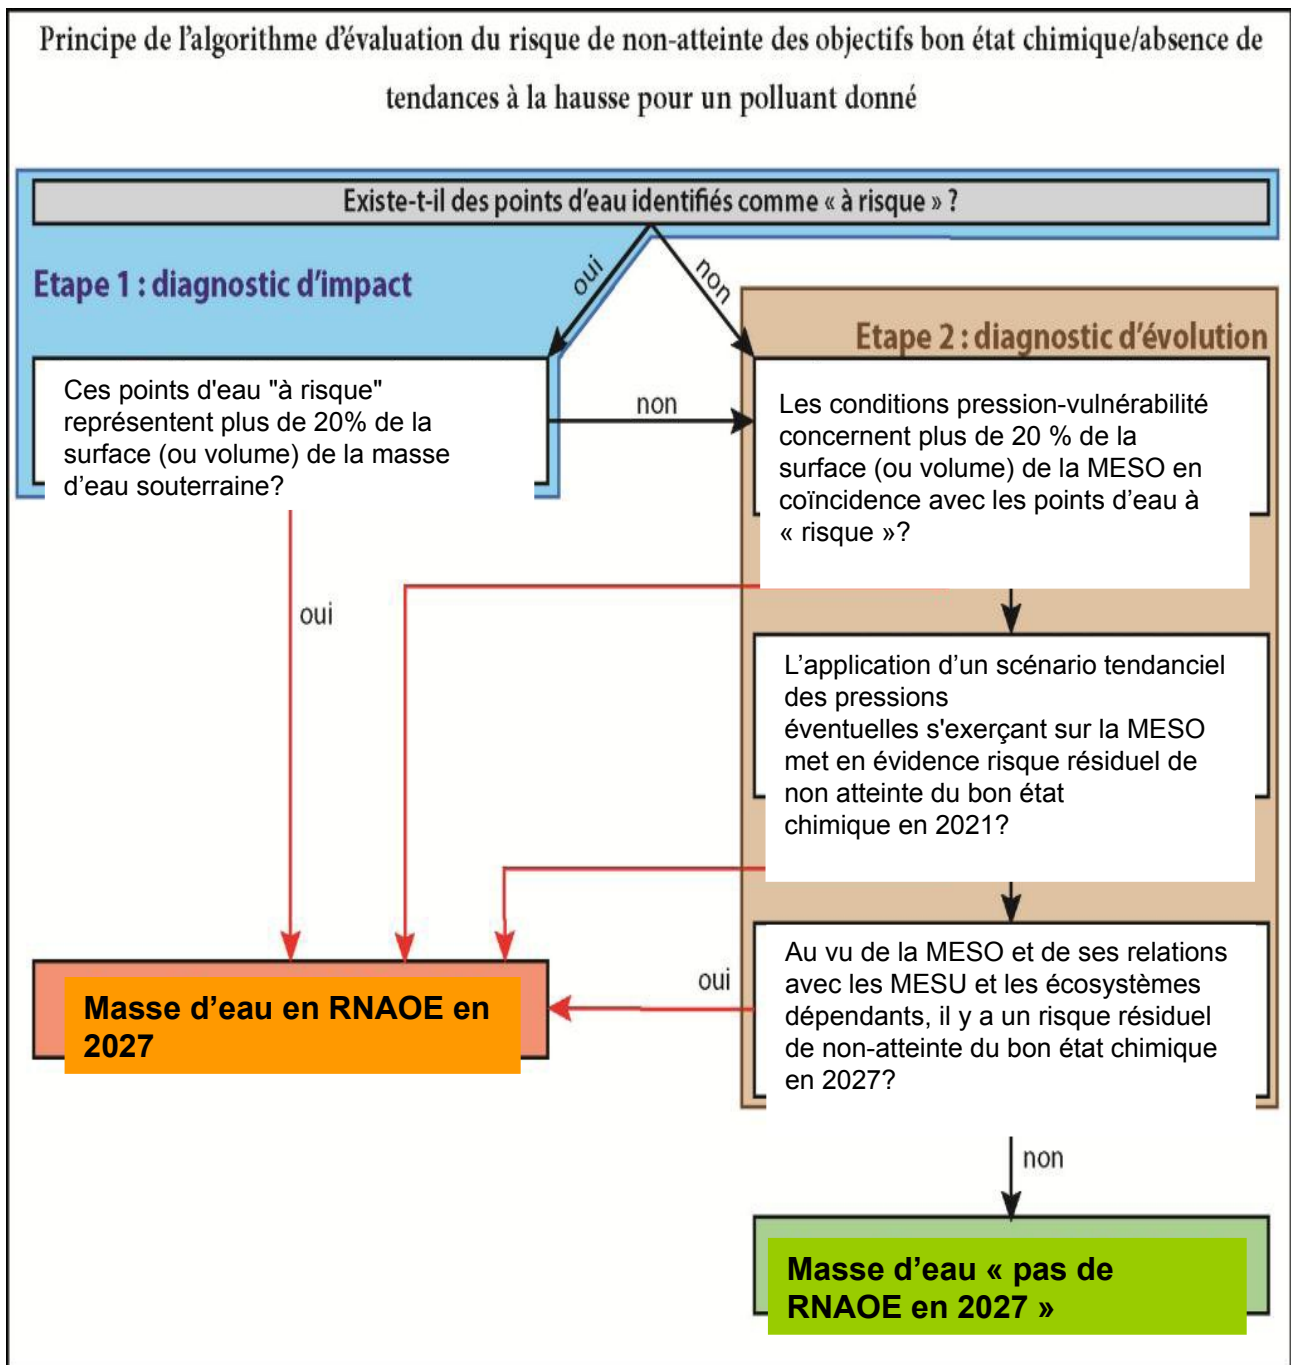 Principe de l'algorithme d'évaluation du risque de non-atteinte des objectifs bon état chimique/absence de
tendances à la hausse pour un polluant donné
Existe-t-il des points d'eau identifiés comme « à risque » ?
Etape 1 : diagnostic d'impact
oui
non
Etape 2 : diagnostic d'évolution
Ces points d'eau "à risque"
représentent plus de 20% de la
surface (ou volume) de la masse
d'eau souterraine?
non
Les conditions pression-vulnérabilité
concernent plus de 20 % de la
surface (ou volume) de la MESO en
coïncidence avec les points d'eau à
« risque »?
oui
L'application d'un scénario tendanciel
des pressions
éventuelles s'exerçant sur la MESO
met en évidence risque résiduel de
non atteinte du bon état
chimique en 2021?
Au vu de la MESO et de ses relations
avec les MESU et les écosystèmes
dépendants, il y a un risque résiduel
de non-atteinte du bon état chimique
en 2027?
oui
Masse d'eau en RNAOE en
2027
non
Masse d'eau « pas de
RNAOE en 2027 »